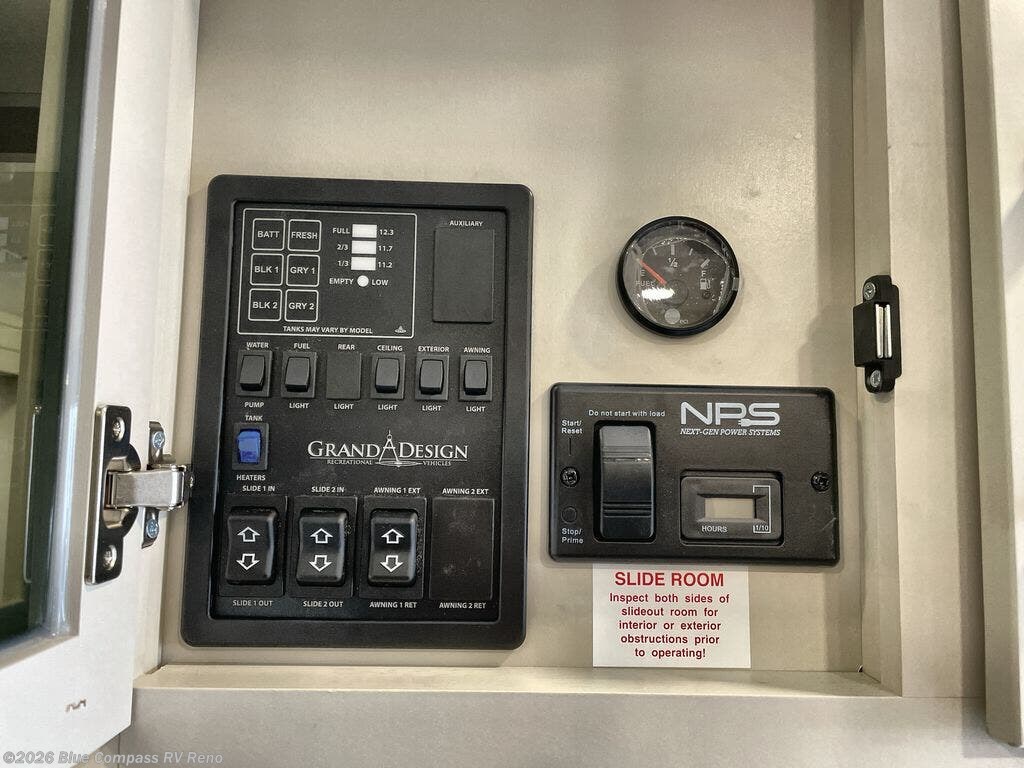 BATT FRESH
BLK 1 GRY 1
BLK 2 GRY 2
FULL 12.3
2/3 11.7
1/3 11.2
EMPTY LOW
TANKS MAY VARY BY MODEL
AUXILIARY
WATER FUEL REAR CEILING EXTERIOR AWNING
PUMP LIGHT LIGHT LIGHT LIGHT LIGHT
TANK
HEATERS
GRAND DESIGN
RECREATIONAL VEHICLES
SLIDE 1 IN SLIDE 2 IN AWNING 1 EXT AWNING 2 EXT
SLIDE 1 OUT SLIDE 2 OUT AWNING 1 RET AWNING 2 RET
E 1/2 F
FUEL
Do not start with load
Start/
Reset
Stop/
Prime
NPS
NEXT-GEN POWER SYSTEMS
HOURS 1/10
SLIDE ROOM
Inspect both sides of
slideout room for
interior or exterior
obstructions prior
to operating!
©2026 Blue Compass RV Reno